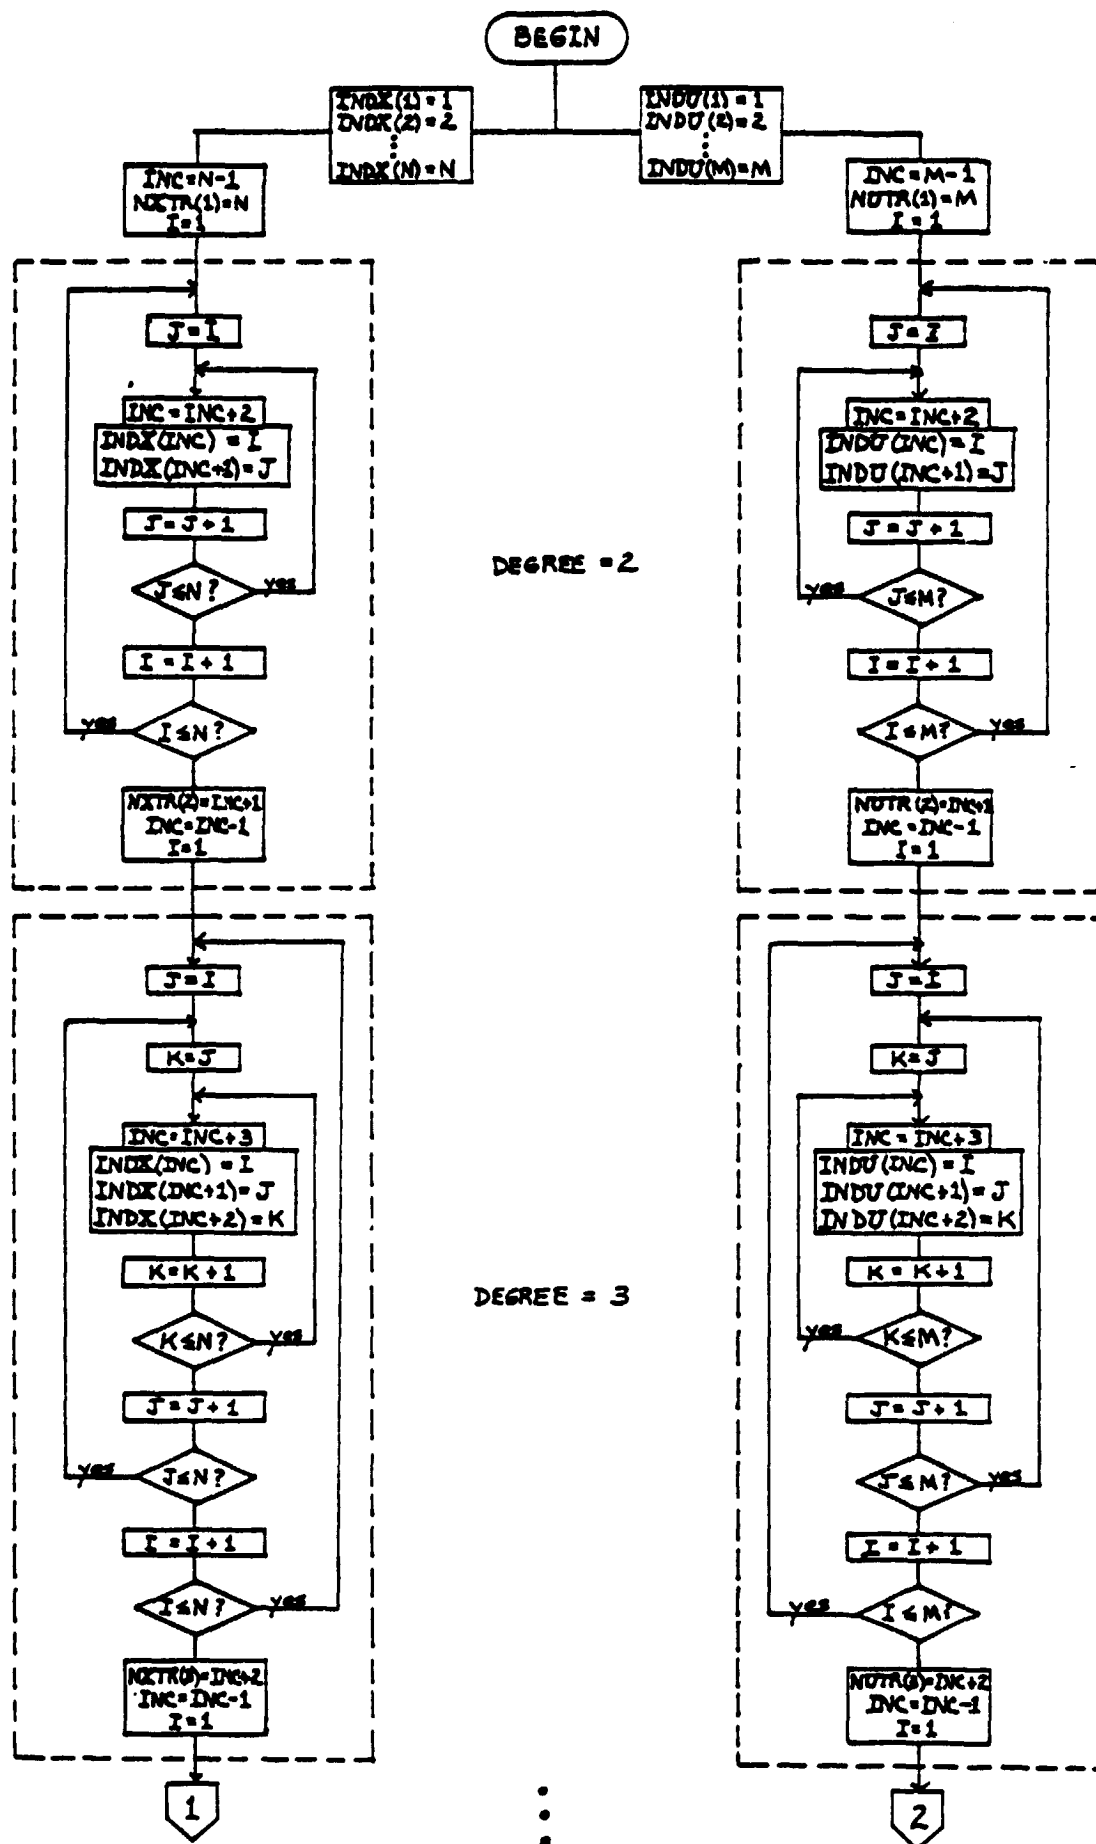 BEGIN
INDX(1)=1
INDX(2)=2
INDX(N)=N
INDU(1)=1
INDU(2)=2
INDU(M)=M
INC=N-1
NXTR(1)=N
I=1
INC=M-1
NUTR(1)=M
I=1
J=I
INC=INC+2
INDX(INC)=I
INDX(INC+1)=J
J=J+1
J≤N?
yes
I=I+1
I≤N?
yes
NXTR(2)=INC+1
INC=INC-1
I=1
DEGREE=2
J=I
INC=INC+2
INDU(INC)=I
INDU(INC+1)=J
J=J+1
J≤M?
yes
I=I+1
I≤M?
yes
NUTR(2)=INC+1
INC=INC-1
I=1
J=I
K=J
INC=INC+3
INDX(INC)=I
INDX(INC+1)=J
INDX(INC+2)=K
K=K+1
K≤N?
yes
J=J+1
J≤N?
yes
I=I+1
I≤N?
yes
NXTR(3)=INC+2
INC=INC-1
I=1
1
DEGREE = 3
J=I
K=J
INC=INC+3
INDU(INC)=I
INDU(INC+1)=J
INDU(INC+2)=K
K=K+1
K≤M?
yes
J=J+1
J≤M?
yes
I=I+1
I≤M?
yes
NUTR(3)=INC+2
INC=INC-1
I=1
2